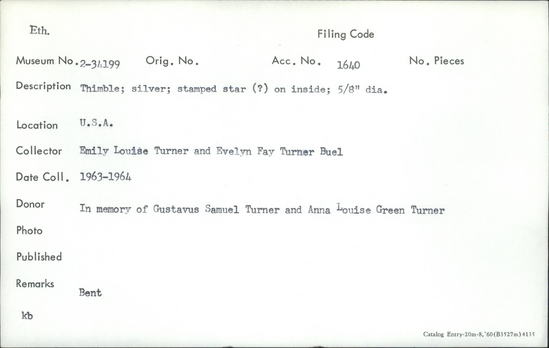 Eth.
Filing Code
Museum No. 2-34199 Orig. No. Acc. No. 1640 No. Pieces
Description Thimble; silver; stamped star (?) on inside; 5/8" dia.
Location U.S.A.
Collector Emily Louise Turner and Evelyn Fay Turner Buel
Date Coll. 1963-1964
Donor In memory of Gustavus Samuel Turner and Anna Louise Green Turner
Photo
Published
Remarks Bent
kb
Catalog Entry-20m-8,'60(B3527m)4135